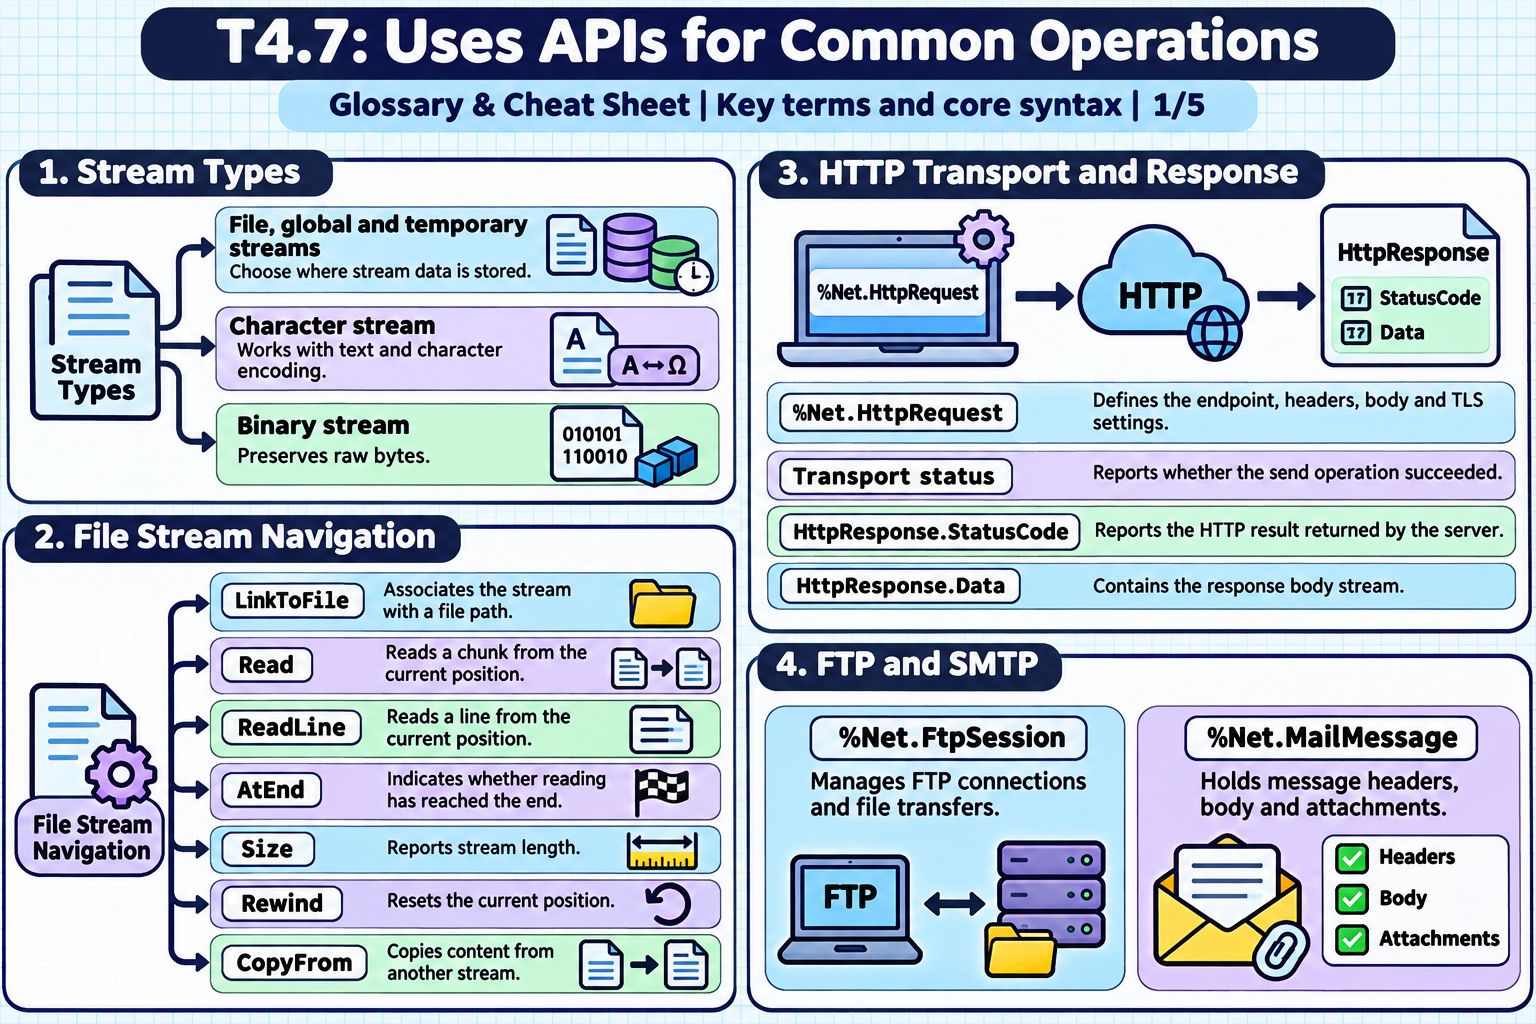 T4.7: Uses APIs for Common Operations
Glossary & Cheat Sheet | Key terms and core syntax | 1/5
1. Stream Types
Stream
Types
File, global and temporary
streams
Choose where stream data is stored.
Character stream
Works with text and character
encoding.
A
A↔Ω
Binary stream
Preserves raw bytes.
010101
110010
2. File Stream Navigation
File Stream
Navigation
LinkToFile
Associates the stream
with a file path.
Read
Reads a chunk from the
current position.
ReadLine
Reads a line from the
current position.
AtEnd
Indicates whether reading
has reached the end.
Size
Reports stream length.
Rewind
Resets the current position.
CopyFrom
Copies content from
another stream.
3. HTTP Transport and Response
%Net.HttpRequest
HTTP
HttpResponse
StatusCode
Data
%Net.HttpRequest
Defines the endpoint, headers, body and TLS
settings.
Transport status
Reports whether the send operation succeeded.
HttpResponse.StatusCode
Reports the HTTP result returned by the server.
HttpResponse.Data
Contains the response body stream.
4. FTP and SMTP
%Net.FtpSession
Manages FTP connections
and file transfers.
FTP
%Net.MailMessage
Holds message headers,
body and attachments.
Headers
Body
Attachments